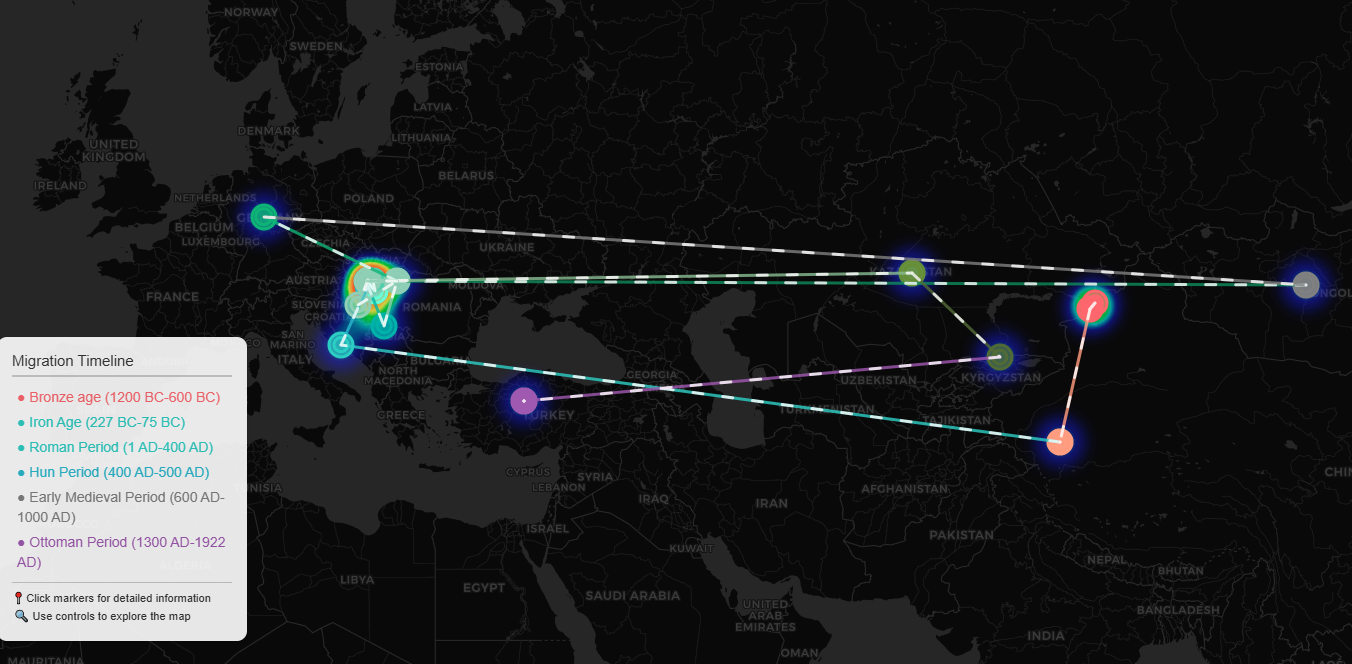 NORWAY
SWEDEN
ESTONIA
LATVIA
DENMARK
LITHUANIA
UNITED
KINGDOM
BELARUS
IRELAND
NETHERLANDS
POLAND
BELGIUM
LUXEMBOURG
CZECHIA
UKRAINE
AUSTRIA
MOLDOVA
FRANCE
SLOVENIA
CROATIA
ROMANIA
SAN
MARINO
ITALY
BULGARIA
NORTH
MACEDONIA
GEORGIA
UZBEKISTAN
KYRGYZSTAN
GREECE
TURKEY
TURKMENISTAN
TAJIKISTAN
CYPRUS
LEBANON
SYRIA
IRAQ
IRAN
AFGHANISTAN
ISRAEL
PAKISTAN
KUWAIT
NEPAL
BHUTAN
LIBYA
EGYPT
SAUDI ARABIA
UNITED
ARAB
EMIRATES
BANGLADESH
INDIA
OMAN
MAURITANIA
Migration Timeline
● Bronze age (1200 BC-600 BC)
● Iron Age (227 BC-75 BC)
● Roman Period (1 AD-400 AD)
● Hun Period (400 AD-500 AD)
● Early Medieval Period (600 AD-
1000 AD)
● Ottoman Period (1300 AD-1922
AD)
Click markers for detailed information
Use controls to explore the map